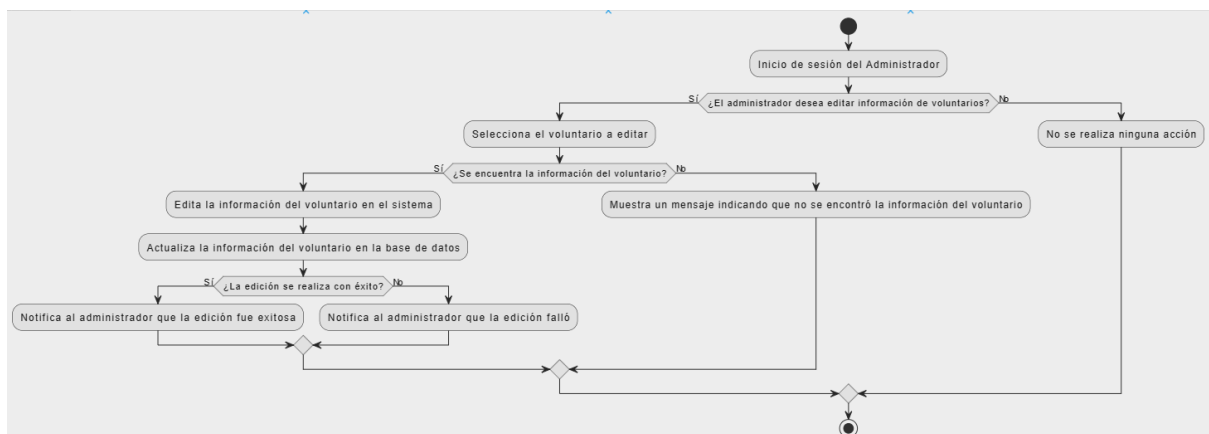 Inicio de sesión del Administrador
Sí
¿El administrador desea editar información de voluntarios?
No
Selecciona el voluntario a editar
No se realiza ninguna acción
Sí
¿Se encuentra la información del voluntario?
No
Edita la información del voluntario en el sistema
Muestra un mensaje indicando que no se encontró la información del voluntario
Actualiza la información del voluntario en la base de datos
Sí
¿La edición se realiza con éxito?
No
Notifica al administrador que la edición fue exitosa
Notifica al administrador que la edición falló